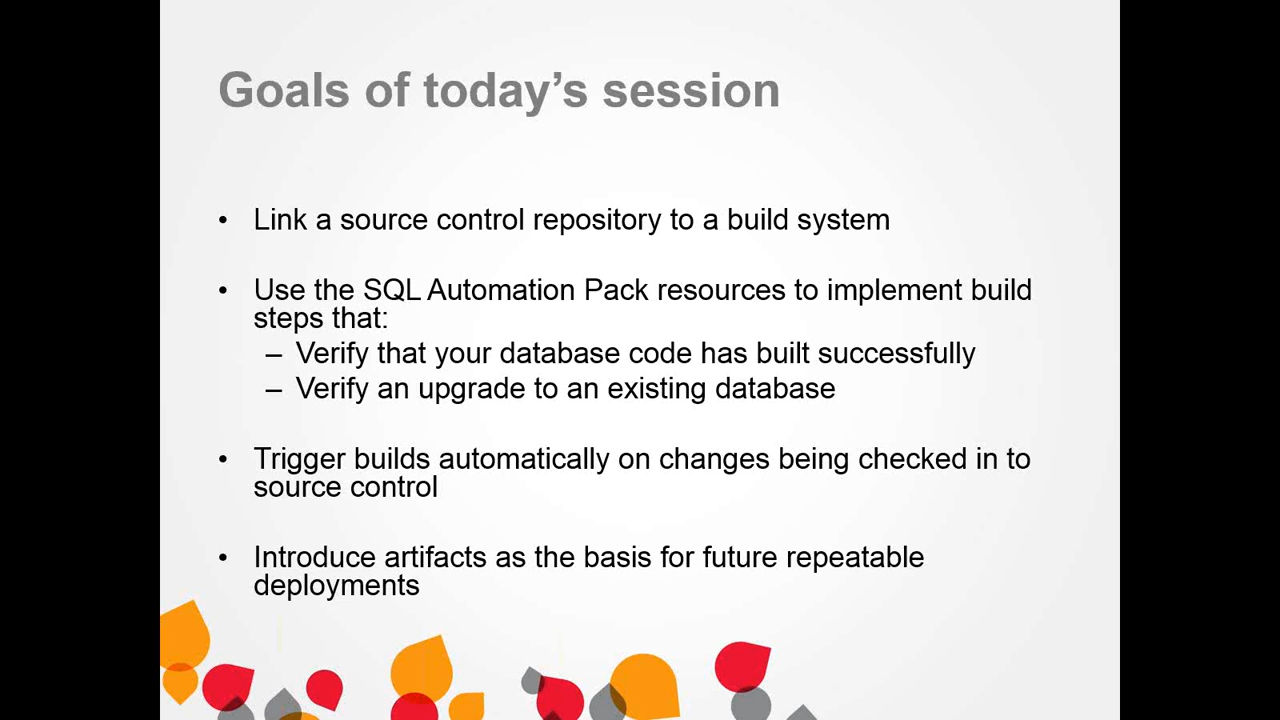 Goals of today’s session
• Link a source control repository to a build system
• Use the SQL Automation Pack resources to implement build
steps that:
– Verify that your database code has built successfully
– Verify an upgrade to an existing database
• Trigger builds automatically on changes being checked in to
source control
• Introduce artifacts as the basis for future repeatable
deployments